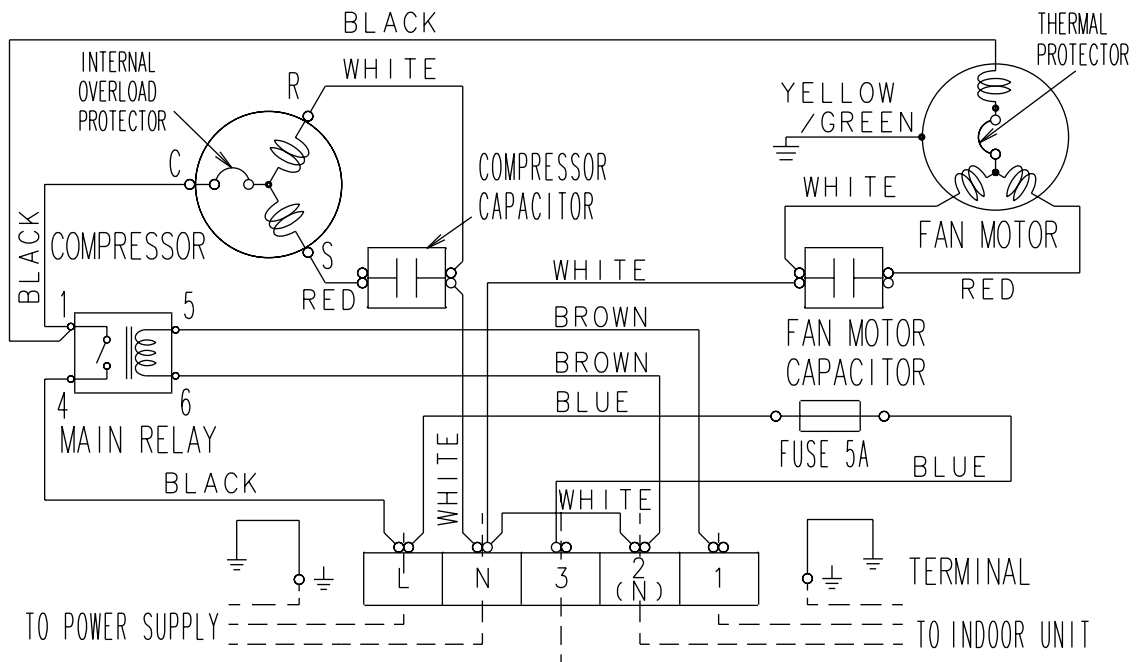 BLACK
THERMAL
PROTECTOR
INTERNAL
OVERLOAD
PROTECTOR
R
WHITE
YELLOW
/GREEN
C
COMPRESSOR
CAPACITOR
WHITE
BLACK
COMPRESSOR
S
FAN MOTOR
RED
WHITE
RED
1
5
BROWN
FAN MOTOR
CAPACITOR
BROWN
4
6
BLUE
MAIN RELAY
FUSE 5A
BLUE
BLACK
WHITE
WHITE
L
N
3
2
(N)
1
TERMINAL
TO POWER SUPPLY
TO INDOOR UNIT